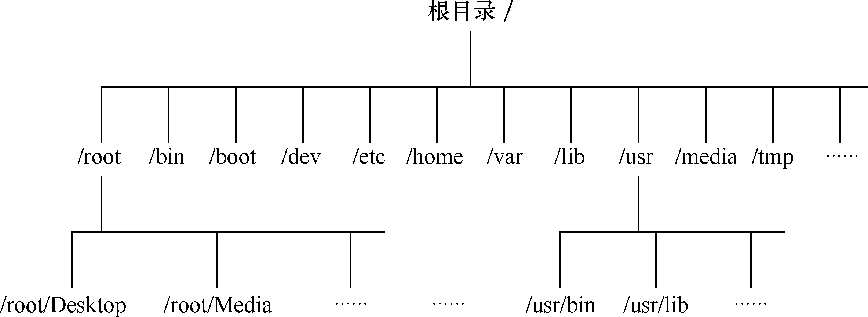 根目录 /
/root /bin /boot /dev /etc /home /var /lib /usr /media /tmp ……
/root/Desktop /root/Media …… …… /usr/bin /usr/lib ……